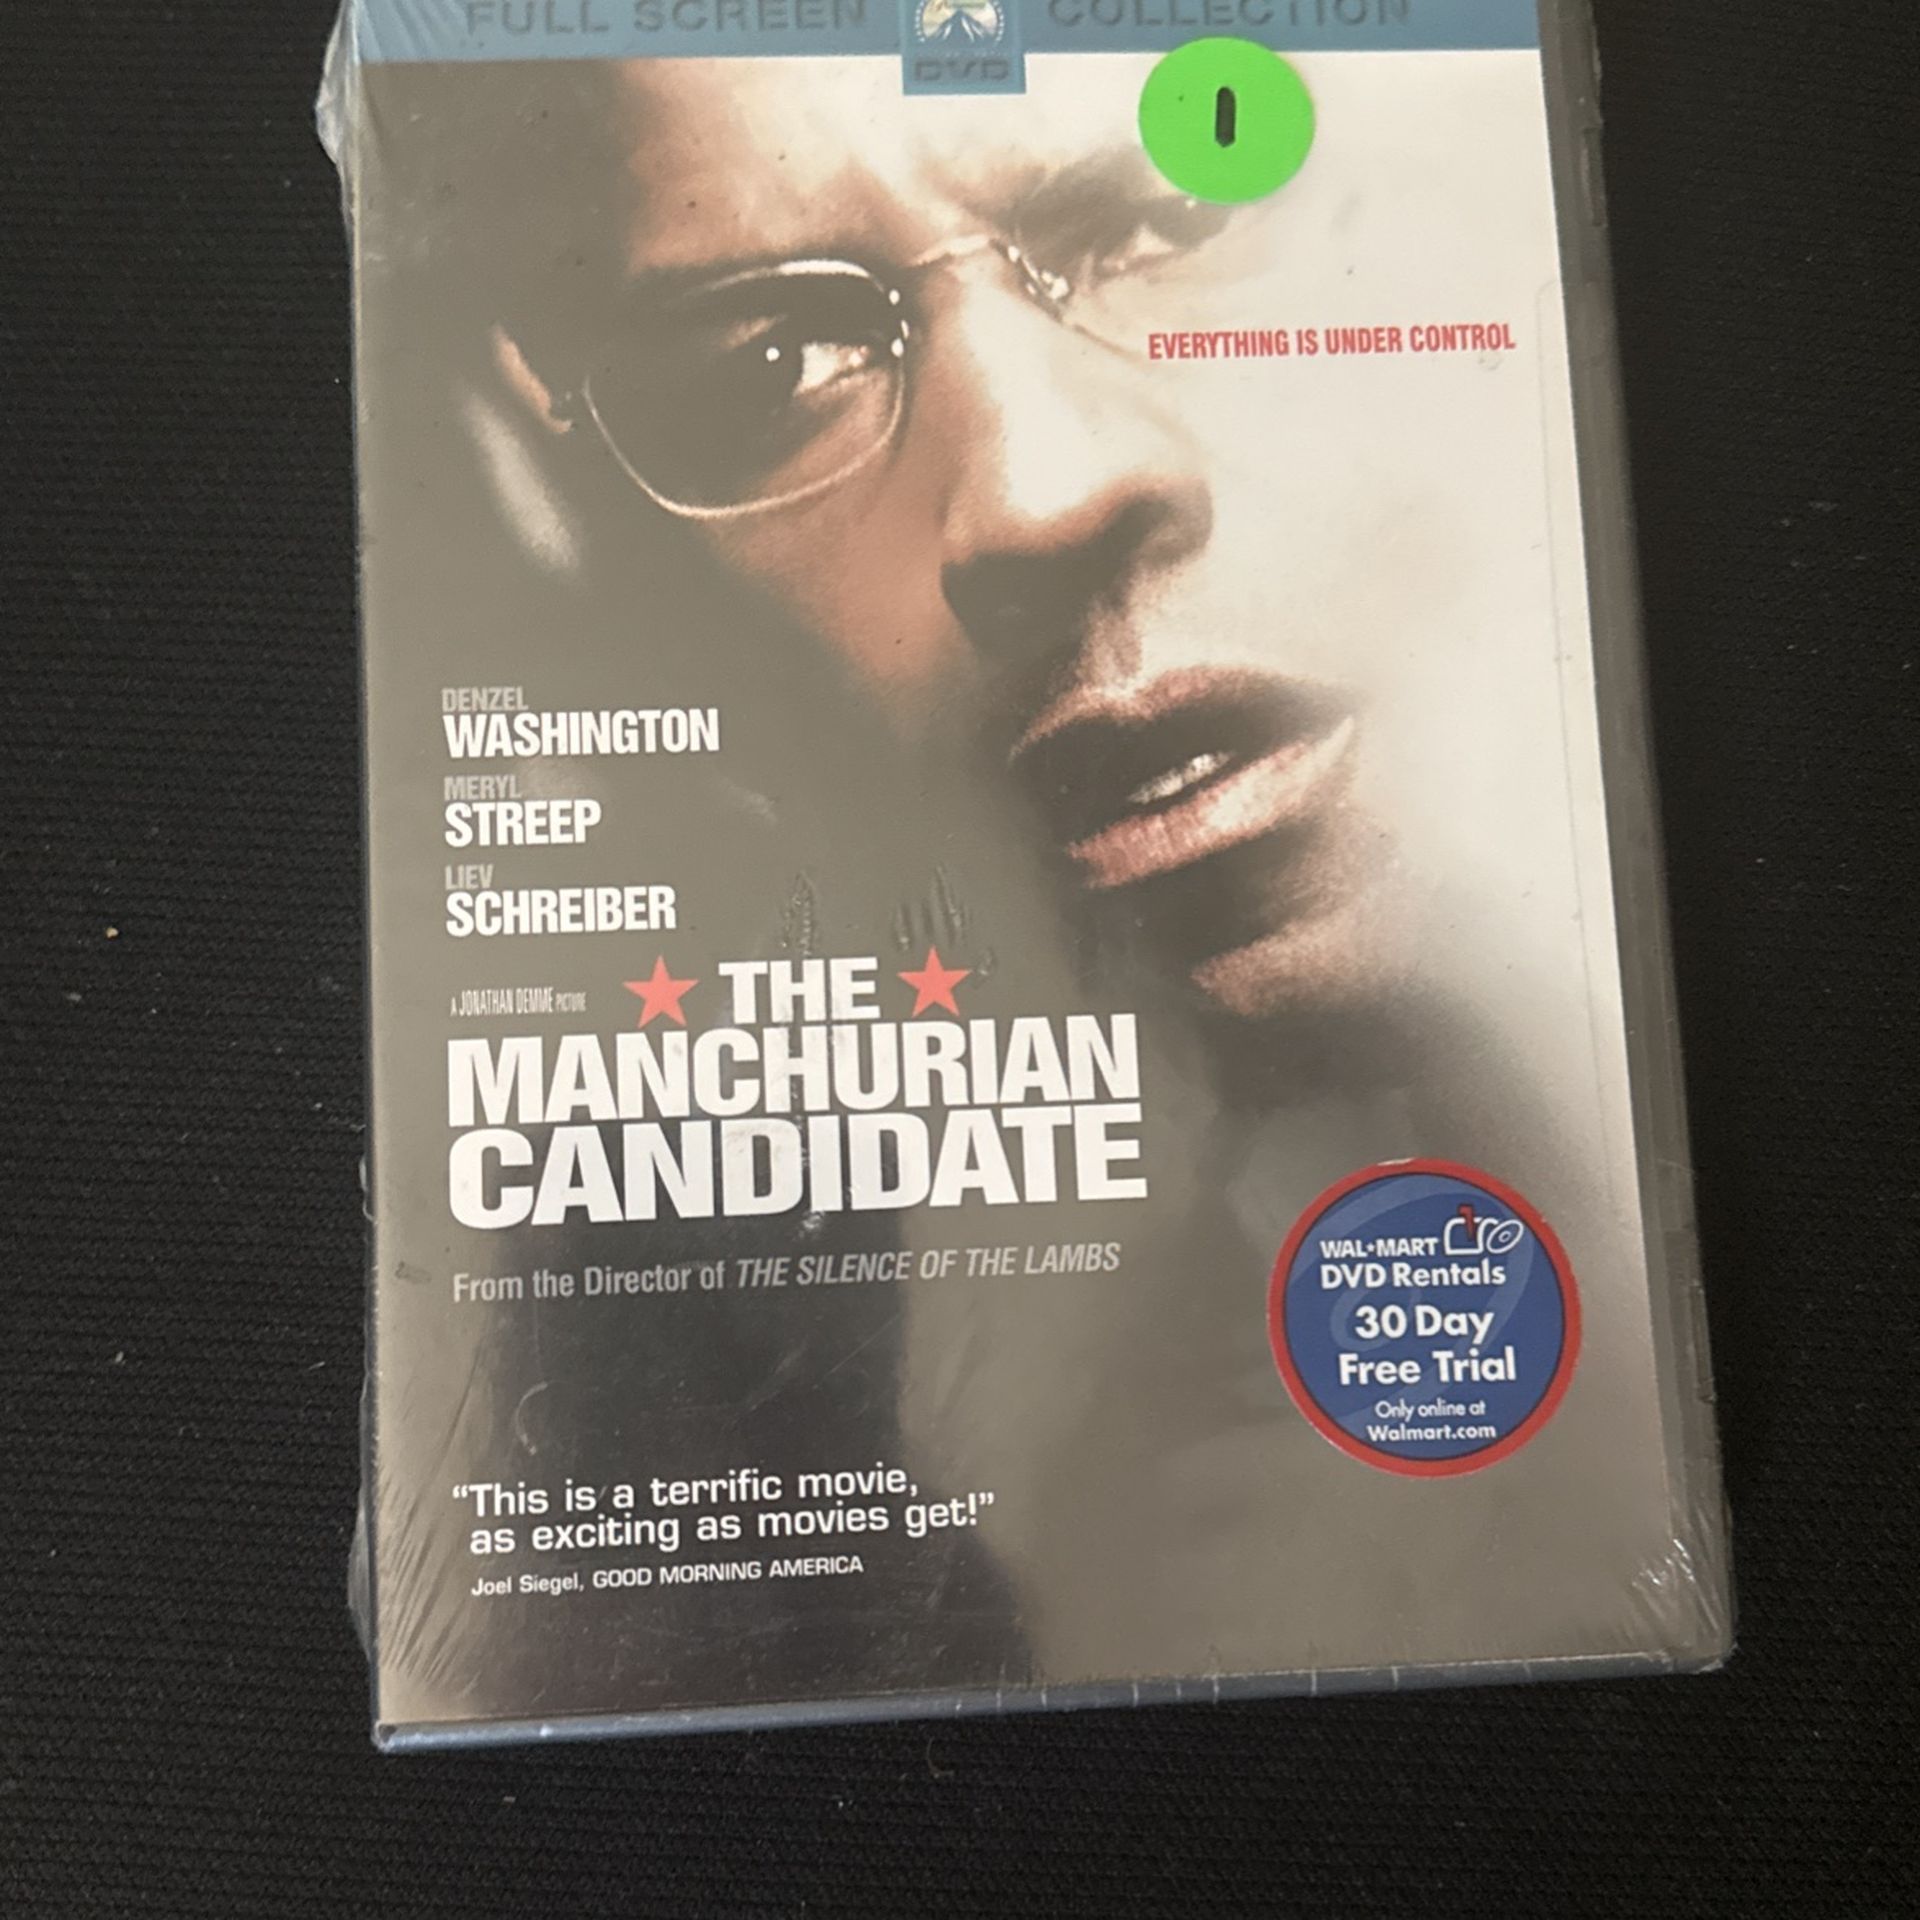 FULL SCREEN COLLECTION
Paramount
DVD
1
EVERYTHING IS UNDER CONTROL
DENZEL
WASHINGTON
MERYL
STREEP
LIEV
SCHREIBER
A JONATHAN DEMME PICTURE
THE
MANCHURIAN
CANDIDATE
From the Director of THE SILENCE OF THE LAMBS
WAL★MART
DVD Rentals
30 Day
Free Trial
Only online at
Walmart.com
“This is a terrific movie,
as exciting as movies get!”
Joel Siegel, GOOD MORNING AMERICA